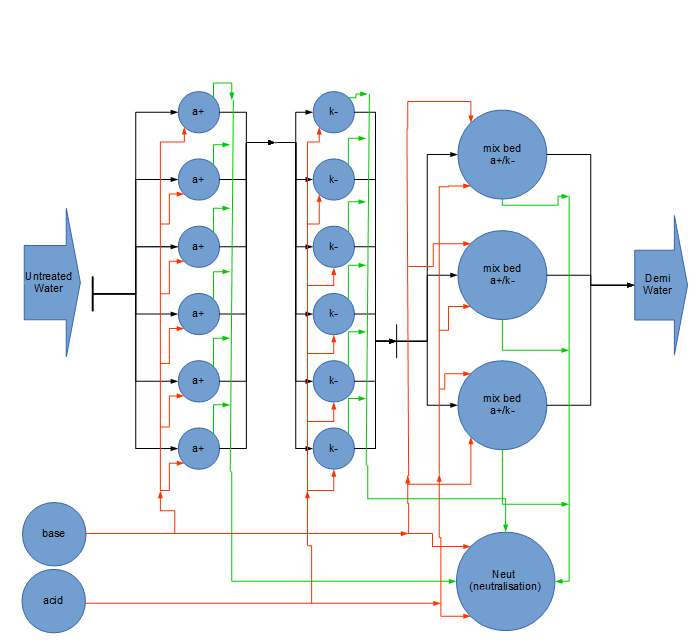 a+
k-
mix bed
a+/k-
a+
k-
a+
k-
Untreated
Water
mix bed
a+/k-
Demi
Water
a+
k-
a+
k-
mix bed
a+/k-
a+
k-
base
acid
Neut
(neutralisation)